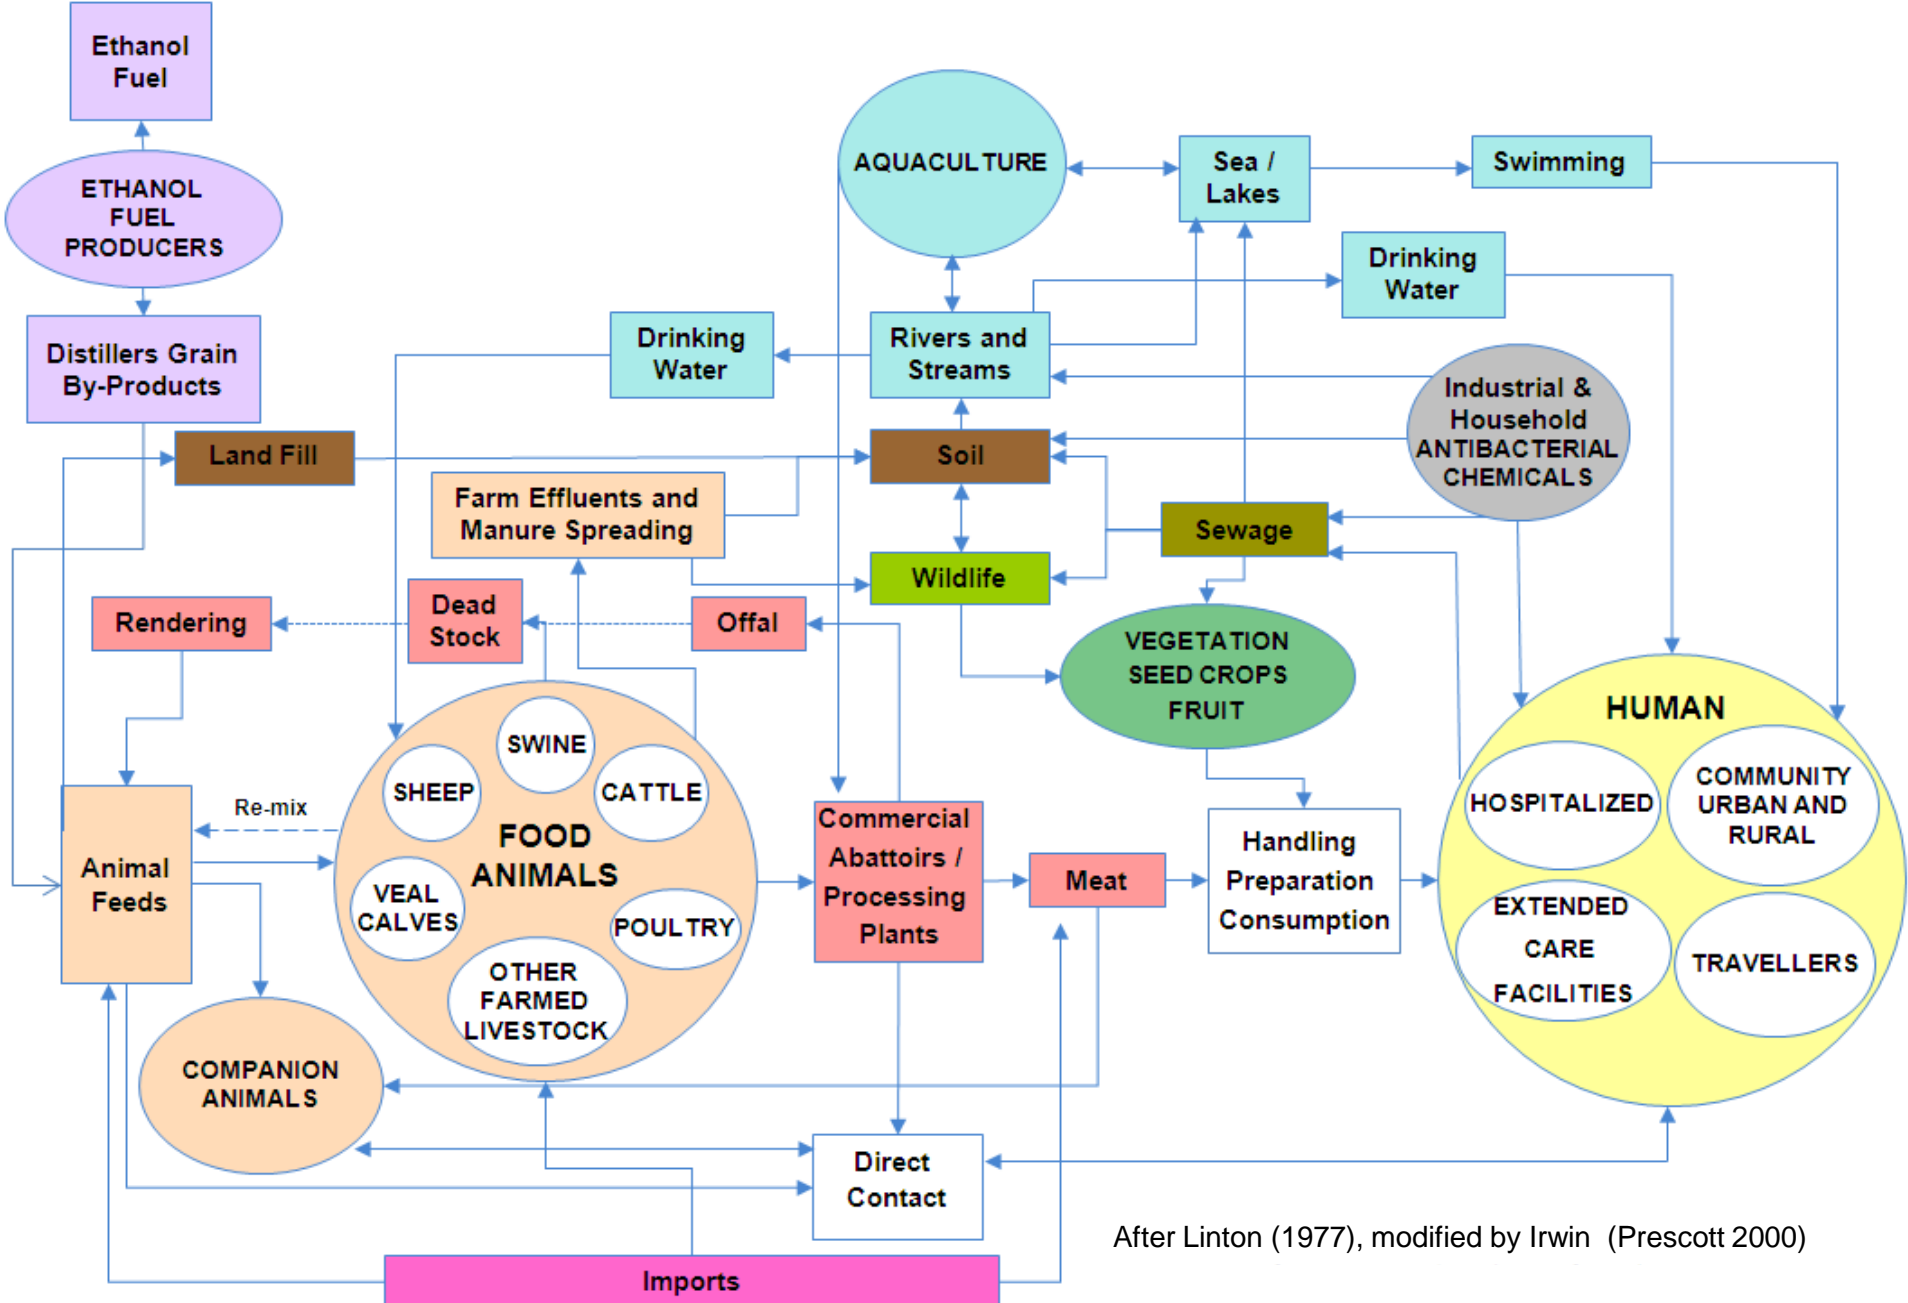 Ethanol
Fuel
ETHANOL
FUEL
PRODUCERS
Distillers Grain
By-Products
AQUACULTURE
Sea /
Lakes
Swimming
Drinking
Water
Drinking
Water
Rivers and
Streams
Industrial &
Household
ANTIBACTERIAL
CHEMICALS
Land Fill
Soil
Farm Effluents and
Manure Spreading
Sewage
Wildlife
Rendering
Dead
Stock
Offal
VEGETATION
SEED CROPS
FRUIT
Re-mix
Animal
Feeds
SWINE
SHEEP
CATTLE
FOOD
ANIMALS
VEAL
CALVES
POULTRY
OTHER
FARMED
LIVESTOCK
Commercial
Abattoirs /
Processing
Plants
Meat
Handling
Preparation
Consumption
HUMAN
HOSPITALIZED
COMMUNITY
URBAN AND
RURAL
EXTENDED
CARE
FACILITIES
TRAVELLERS
COMPANION
ANIMALS
Direct
Contact
Imports
After Linton (1977), modified by Irwin (Prescott 2000)